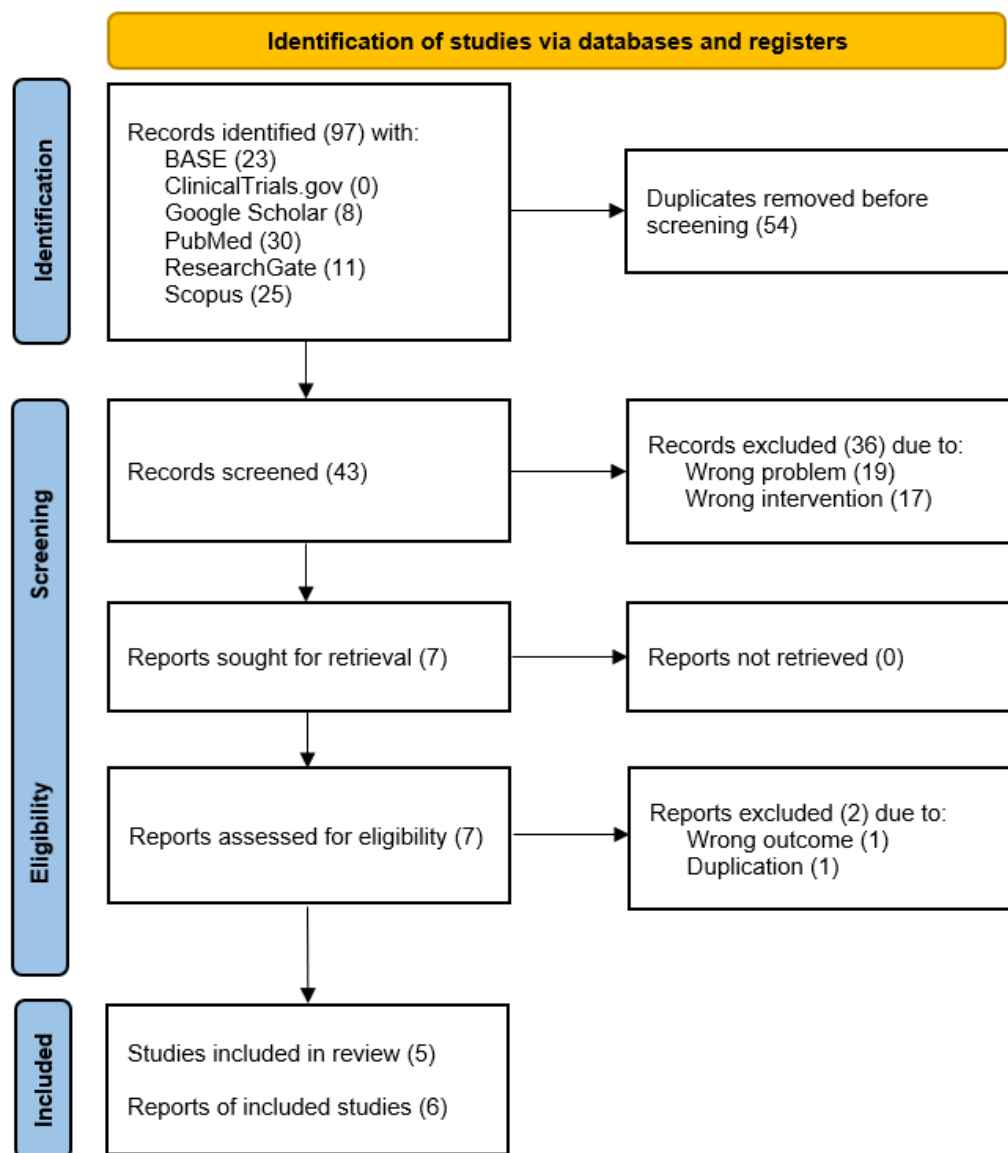 Identification of studies via databases and registers
Identification
Records identified (97) with:
BASE (23)
ClinicalTrials.gov (0)
Google Scholar (8)
PubMed (30)
ResearchGate (11)
Scopus (25)
Duplicates removed before
screening (54)
Screening
Records screened (43)
Records excluded (36) due to:
Wrong problem (19)
Wrong intervention (17)
Reports sought for retrieval (7)
Reports not retrieved (0)
Eligibility
Reports assessed for eligibility (7)
Reports excluded (2) due to:
Wrong outcome (1)
Duplication (1)
Included
Studies included in review (5)
Reports of included studies (6)